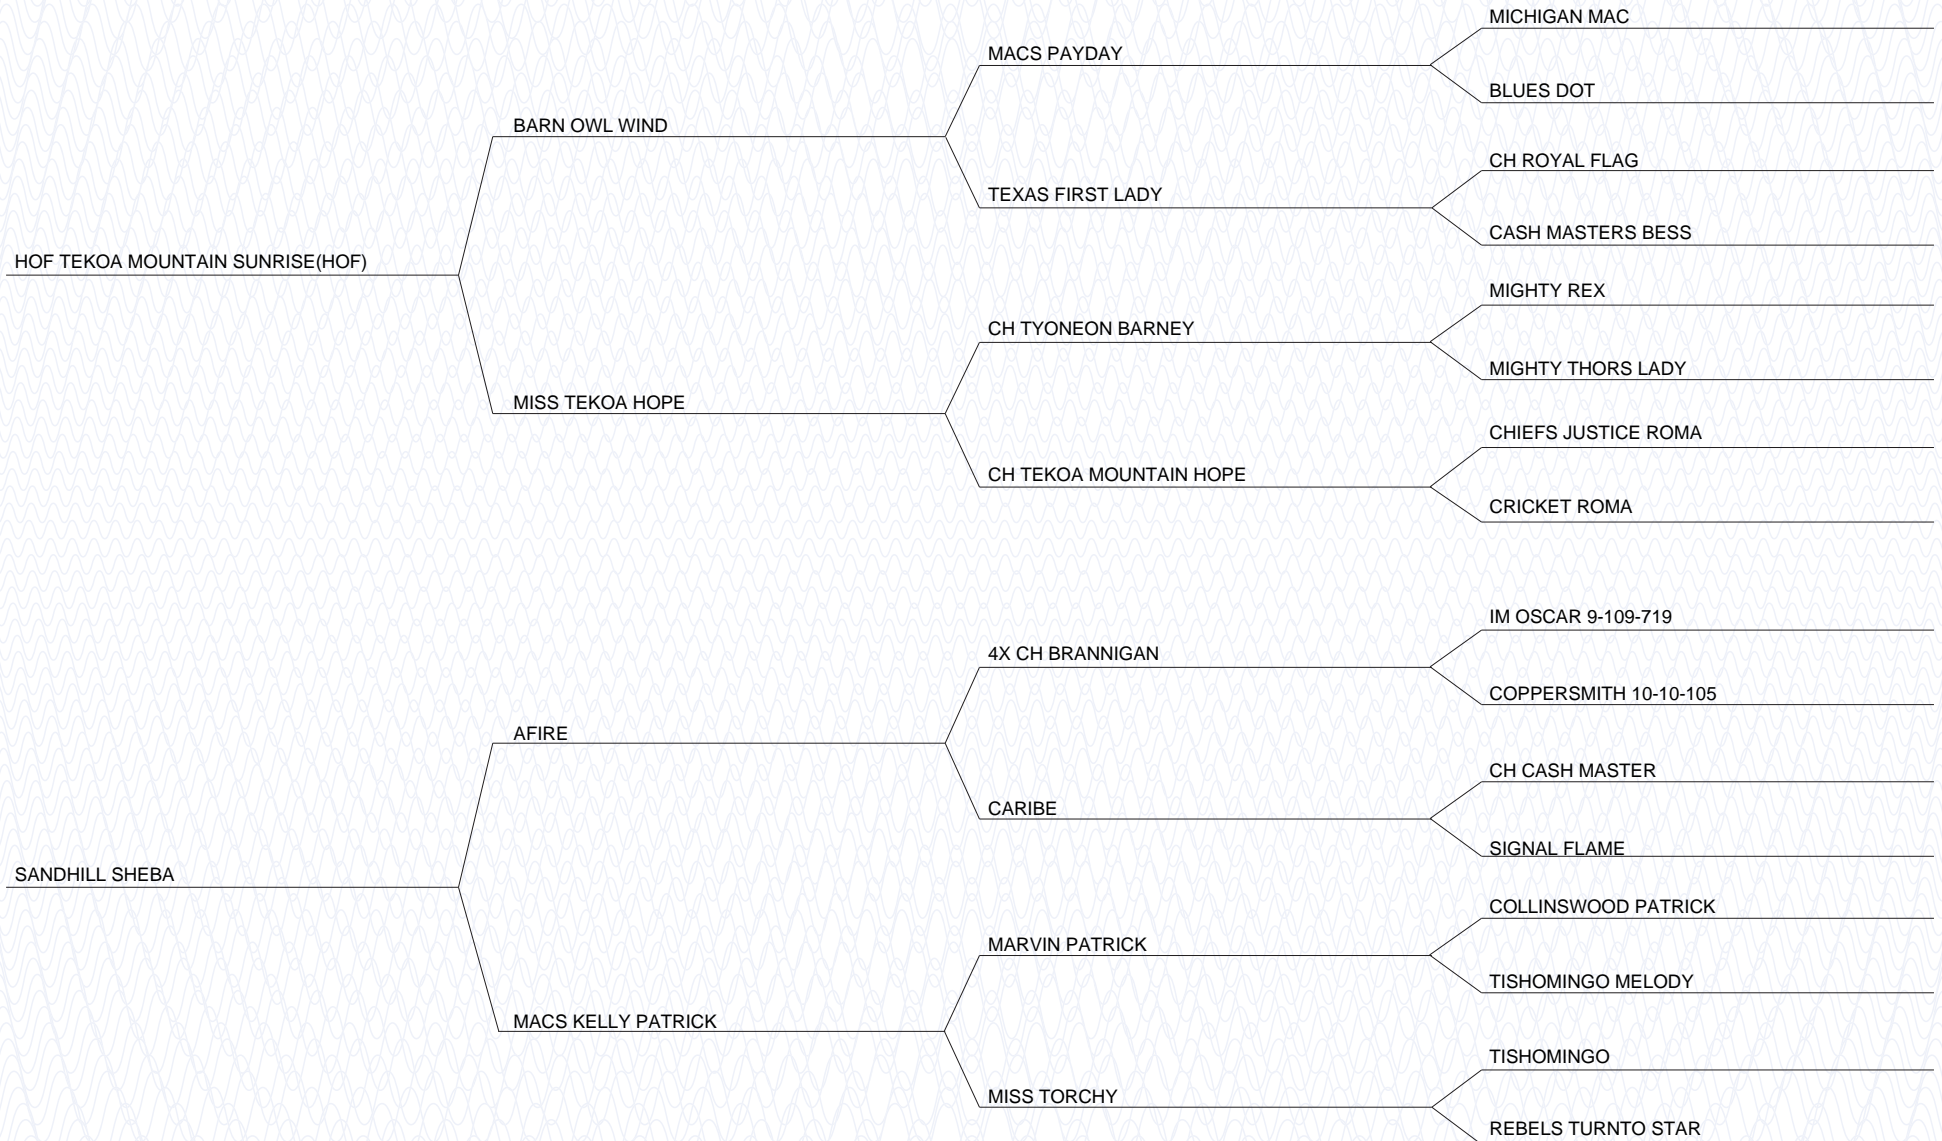 MICHIGAN MAC
MACS PAYDAY
BLUES DOT
BARN OWL WIND
CH ROYAL FLAG
TEXAS FIRST LADY
CASH MASTERS BESS
HOF TEKOA MOUNTAIN SUNRISE(HOF)
MIGHTY REX
CH TYONEON BARNEY
MIGHTY THORS LADY
MISS TEKOA HOPE
CHIEFS JUSTICE ROMA
CH TEKOA MOUNTAIN HOPE
CRICKET ROMA
IM OSCAR 9-109-719
4X CH BRANNIGAN
COPPERSMITH 10-10-105
AFIRE
CH CASH MASTER
CARIBE
SIGNAL FLAME
SANDHILL SHEBA
COLLINSWOOD PATRICK
MARVIN PATRICK
TISHOMINGO MELODY
MACS KELLY PATRICK
TISHOMINGO
MISS TORCHY
REBELS TURNTO STAR